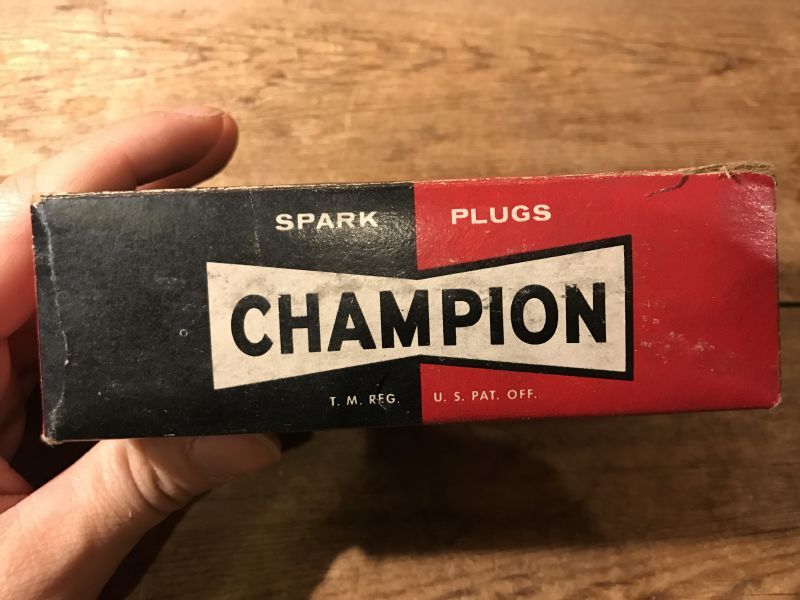 SPARK PLUGS
CHAMPION
T. M. REG. U. S. PAT. OFF.